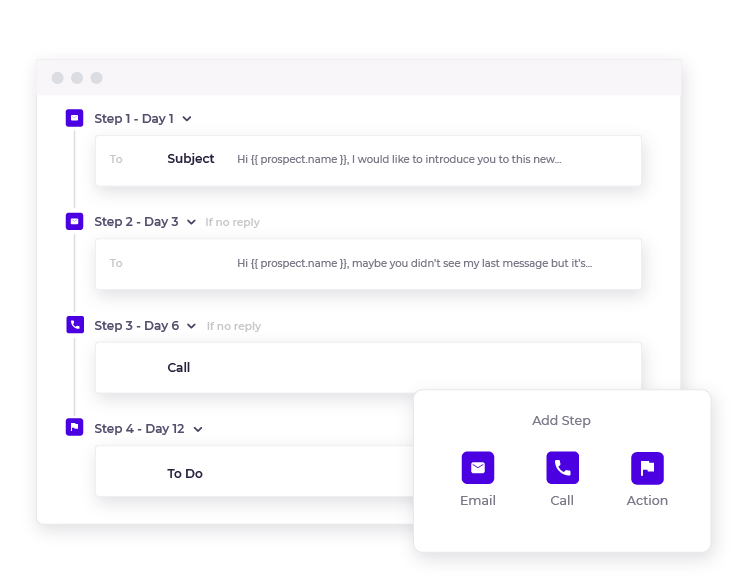 Step 1 - Day 1
To Subject Hi {{ prospect.name }}, I would like to introduce you to this new...
Step 2 - Day 3 If no reply
To Hi {{ prospect.name }}, maybe you didn't see my last message but it's...
Step 3 - Day 6 If no reply
Call
Step 4 - Day 12
To Do
Add Step
Email Call Action